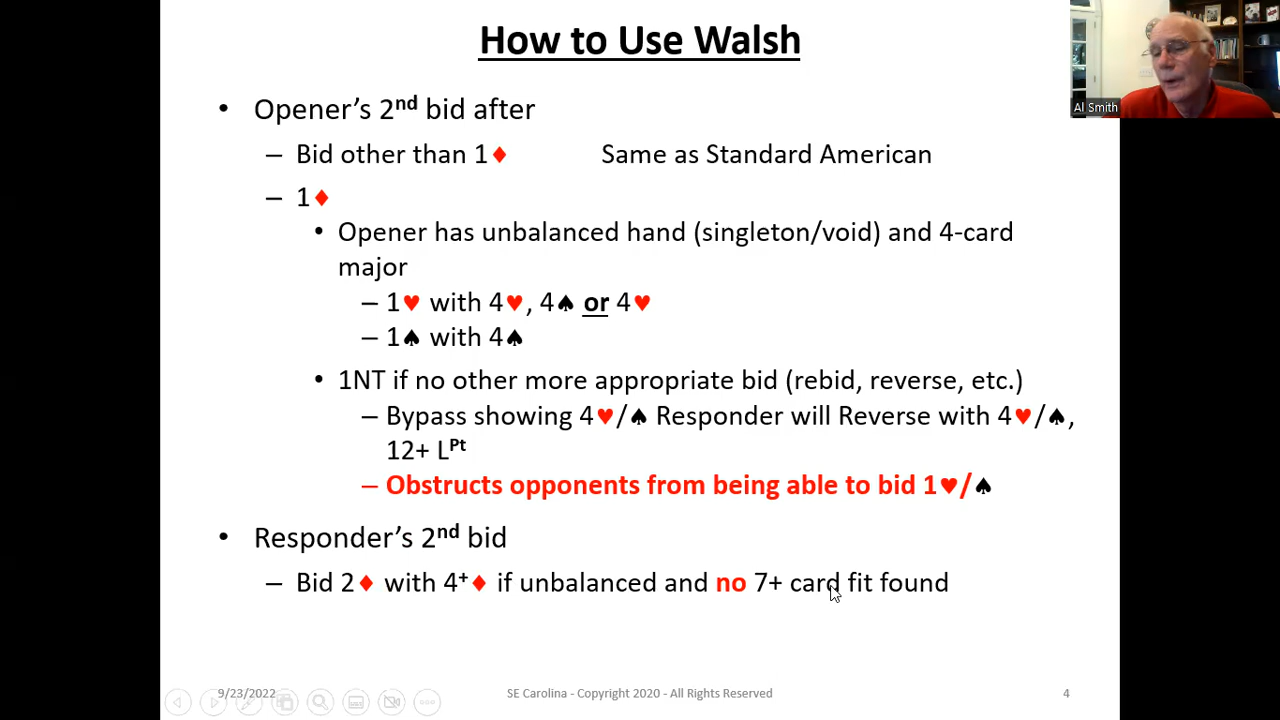 How to Use Walsh
Al Smith
• Opener's 2nd bid after
– Bid other than 1♦ Same as Standard American
– 1♦
• Opener has unbalanced hand (singleton/void) and 4-card
major
– 1♥ with 4♥, 4♠ or 4♥
– 1♠ with 4♠
• 1NT if no other more appropriate bid (rebid, reverse, etc.)
– Bypass showing 4♥/♠ Responder will Reverse with 4♥/♠,
12+ LPt
– Obstructs opponents from being able to bid 1♥/♠
• Responder's 2nd bid
– Bid 2♦ with 4+♦ if unbalanced and no 7+ card fit found
9/23/2022 SE Carolina - Copyright 2020 - All Rights Reserved 4